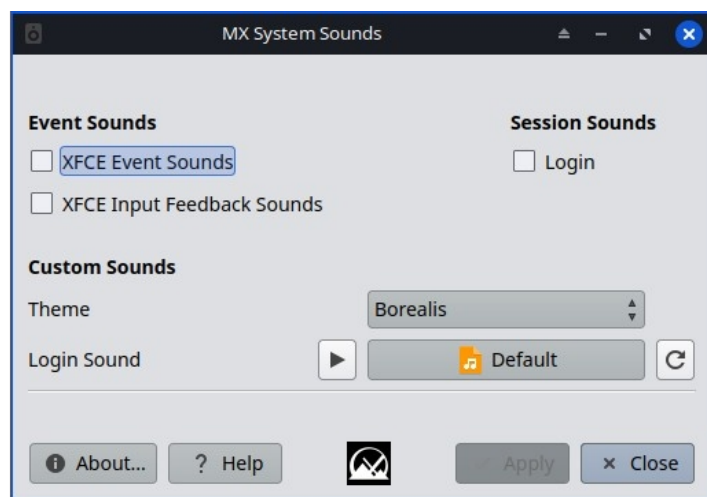 MX System Sounds
Event Sounds
Session Sounds
XFCE Event Sounds
Login
XFCE Input Feedback Sounds
Custom Sounds
Theme
Borealis
Login Sound
Default
About...
? Help
Apply
Close